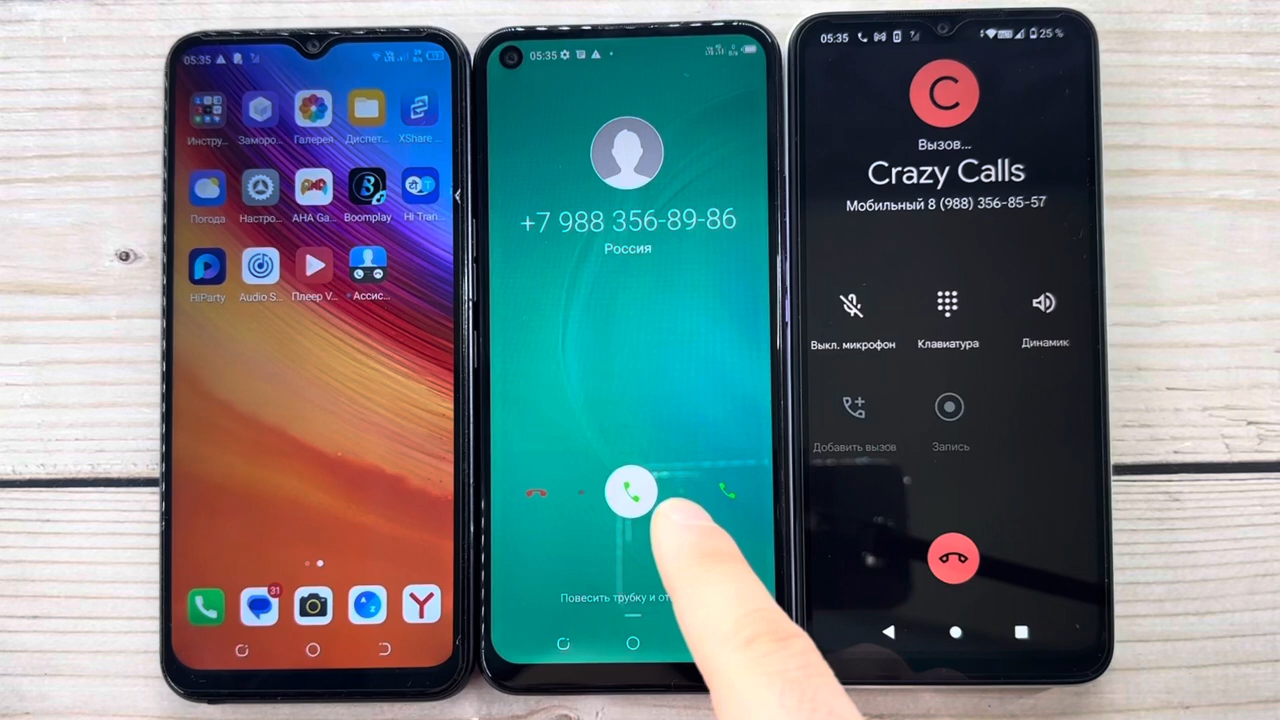 05:35
Инстру...
Заморо...
Галерея
Диспет...
XShare
Погода
Настро...
AHA Ga...
Boomplay
Hi Tran...
HiParty
Audio S...
Плеер V...
Ассис...
31
05:35
+7 988 356-89-86
Россия
Повесить трубку и от
05:35
25 %
C
Вызов...
Crazy Calls
Мобильный 8 (988) 356-85-57
Выкл. микрофон
Клавиатура
Динамик
Добавить вызов
Запись